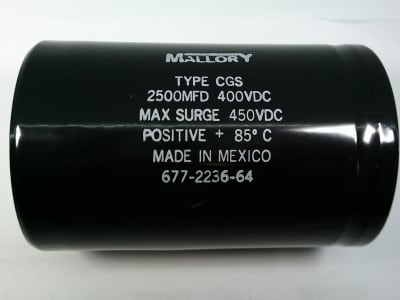 MALLORY
TYPE CGS
2500MFD 400VDC
MAX SURGE 450VDC
POSITIVE + 85° C
MADE IN MEXICO
677-2236-64